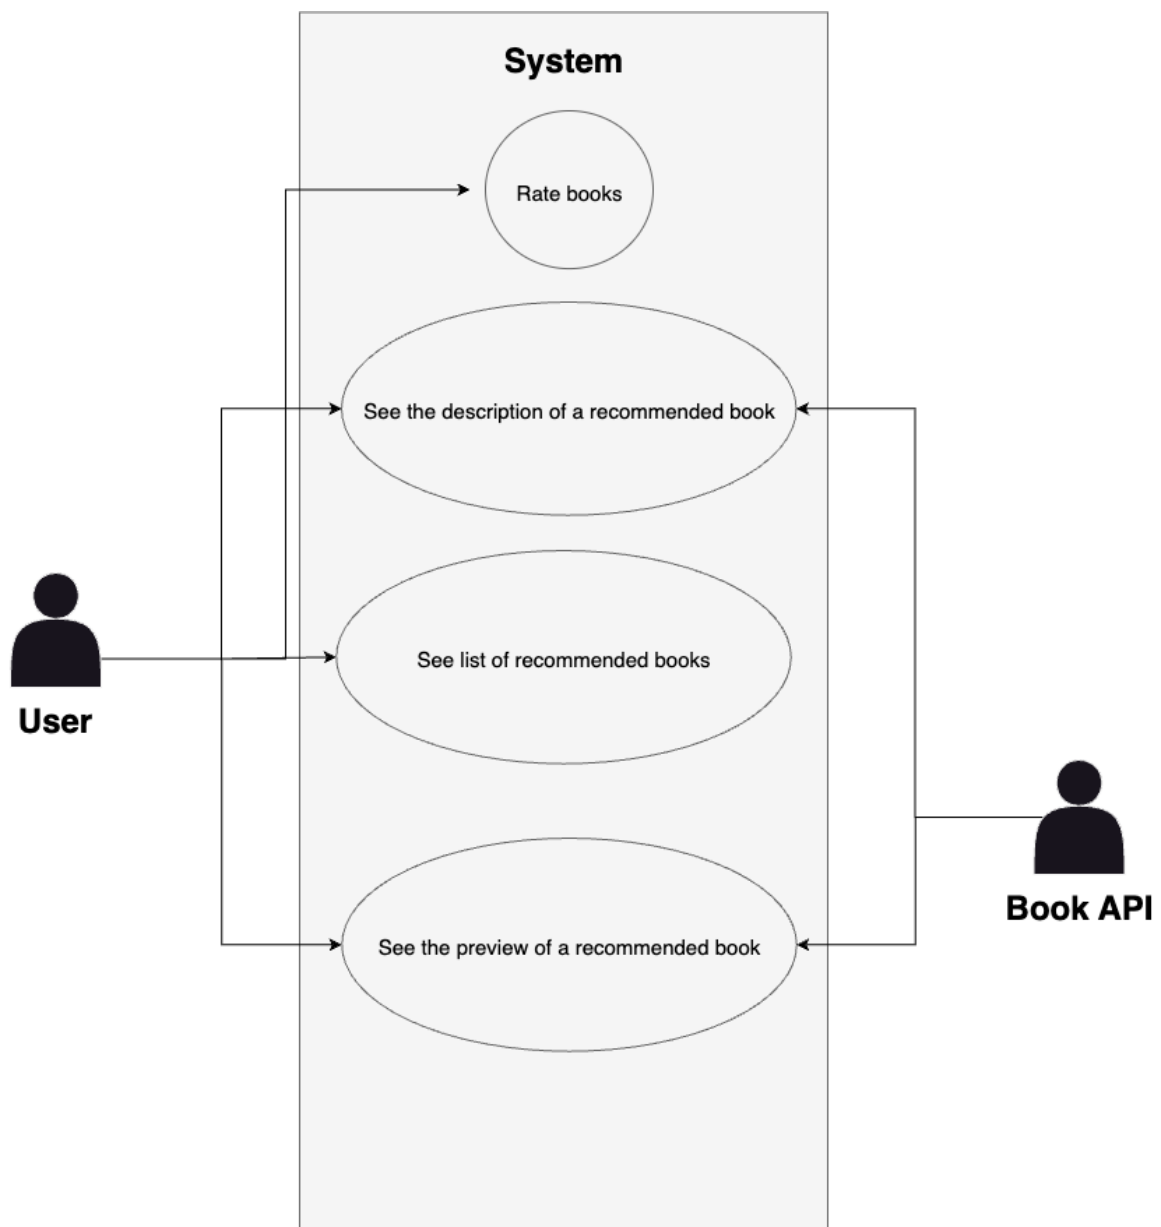 System
Rate books
See the description of a recommended book
See list of recommended books
User
See the preview of a recommended book
Book API